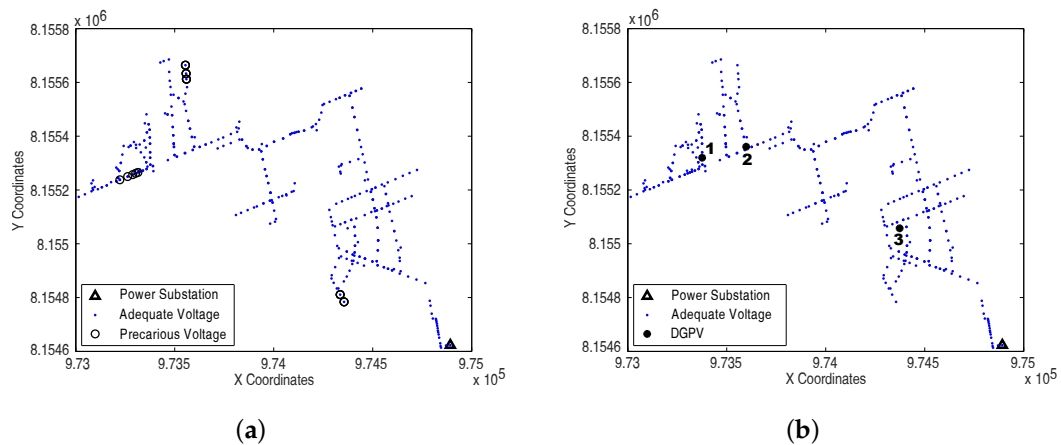 x 10^6
8.1558
8.1556
8.1554
8.1552
8.155
8.1548
8.1546
Y Coordinates
Power Substation
Adequate Voltage
Precarious Voltage
9.73
9.735
9.74
9.745
9.75
X Coordinates
x 10^5
(a)
x 10^6
8.1558
8.1556
8.1554
8.1552
8.155
8.1548
8.1546
Y Coordinates
1
2
3
Power Substation
Adequate Voltage
DGPV
9.73
9.735
9.74
9.745
9.75
X Coordinates
x 10^5
(b)